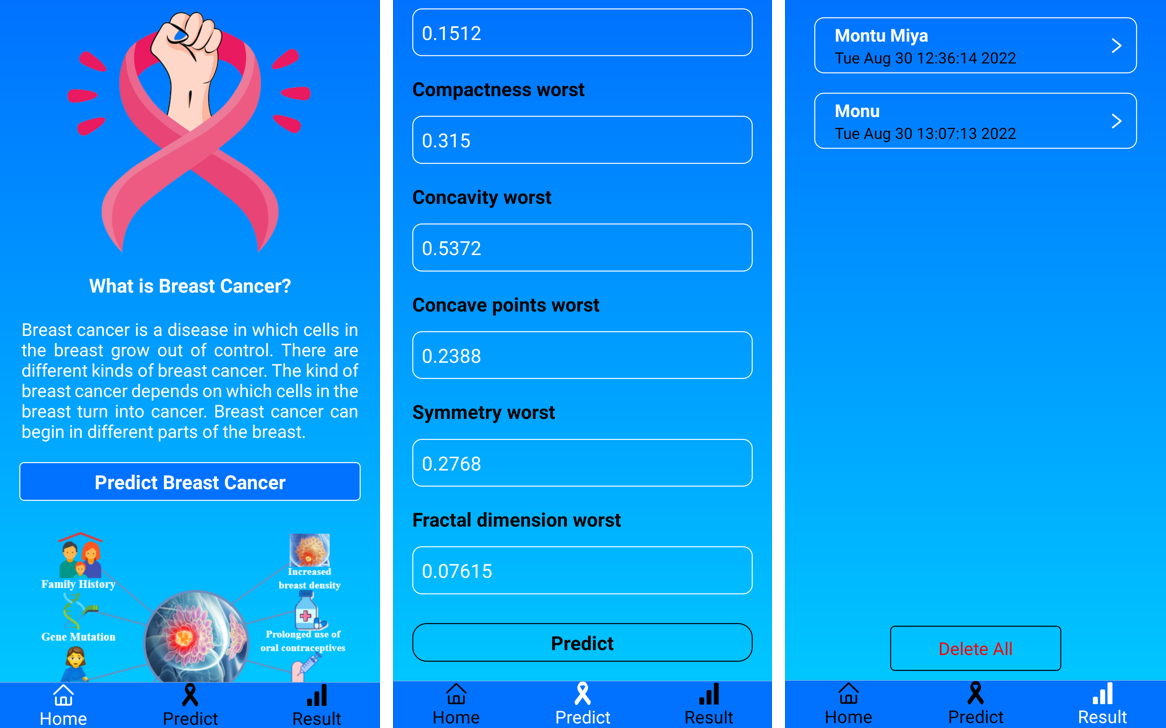 What is Breast Cancer?
Breast cancer is a disease in which cells in
the breast grow out of control. There are
different kinds of breast cancer. The kind of
breast cancer depends on which cells in the
breast turn into cancer. Breast cancer can
begin in different parts of the breast.
Predict Breast Cancer
Family History
Increased
breast density
Gene Mutation
Prolonged use of
oral contraceptives
Home
Predict
Result
0.1512
Compactness worst
0.315
Concavity worst
0.5372
Concave points worst
0.2388
Symmetry worst
0.2768
Fractal dimension worst
0.07615
Predict
Home
Predict
Result
Montu Miya
Tue Aug 30 12:36:14 2022
Monu
Tue Aug 30 13:07:13 2022
Delete All
Home
Predict
Result